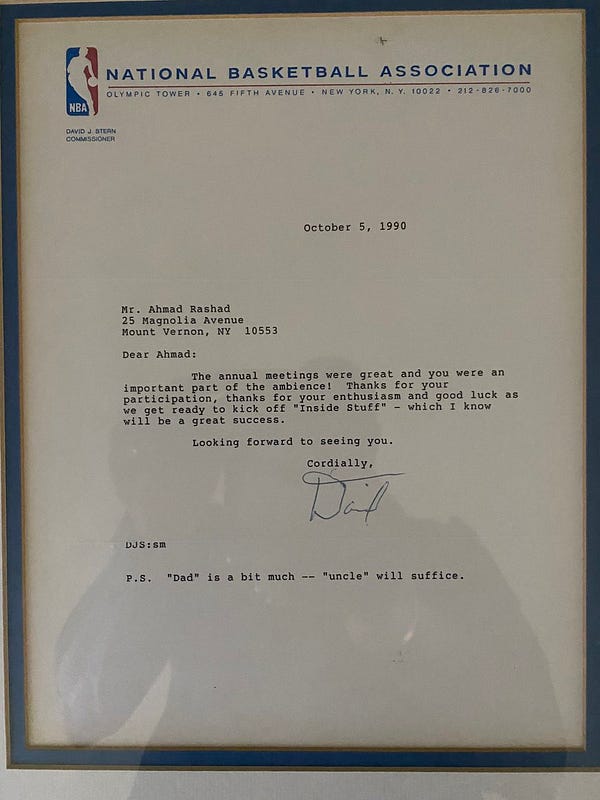 NATIONAL BASKETBALL ASSOCIATION
OLYMPIC TOWER • 645 FIFTH AVENUE • NEW YORK, N. Y. 10022 • 212-826-7000
NBA
DAVID J. STERN
COMMISSIONER
October 5, 1990
Mr. Ahmad Rashad
25 Magnolia Avenue
Mount Vernon, NY 10553
Dear Ahmad:
The annual meetings were great and you were an
important part of the ambience! Thanks for your
participation, thanks for your enthusiasm and good luck as
we get ready to kick off "Inside Stuff" - which I know
will be a great success.
Looking forward to seeing you.
Cordially,
David
DJS:sm
P.S. "Dad" is a bit much -- "uncle" will suffice.